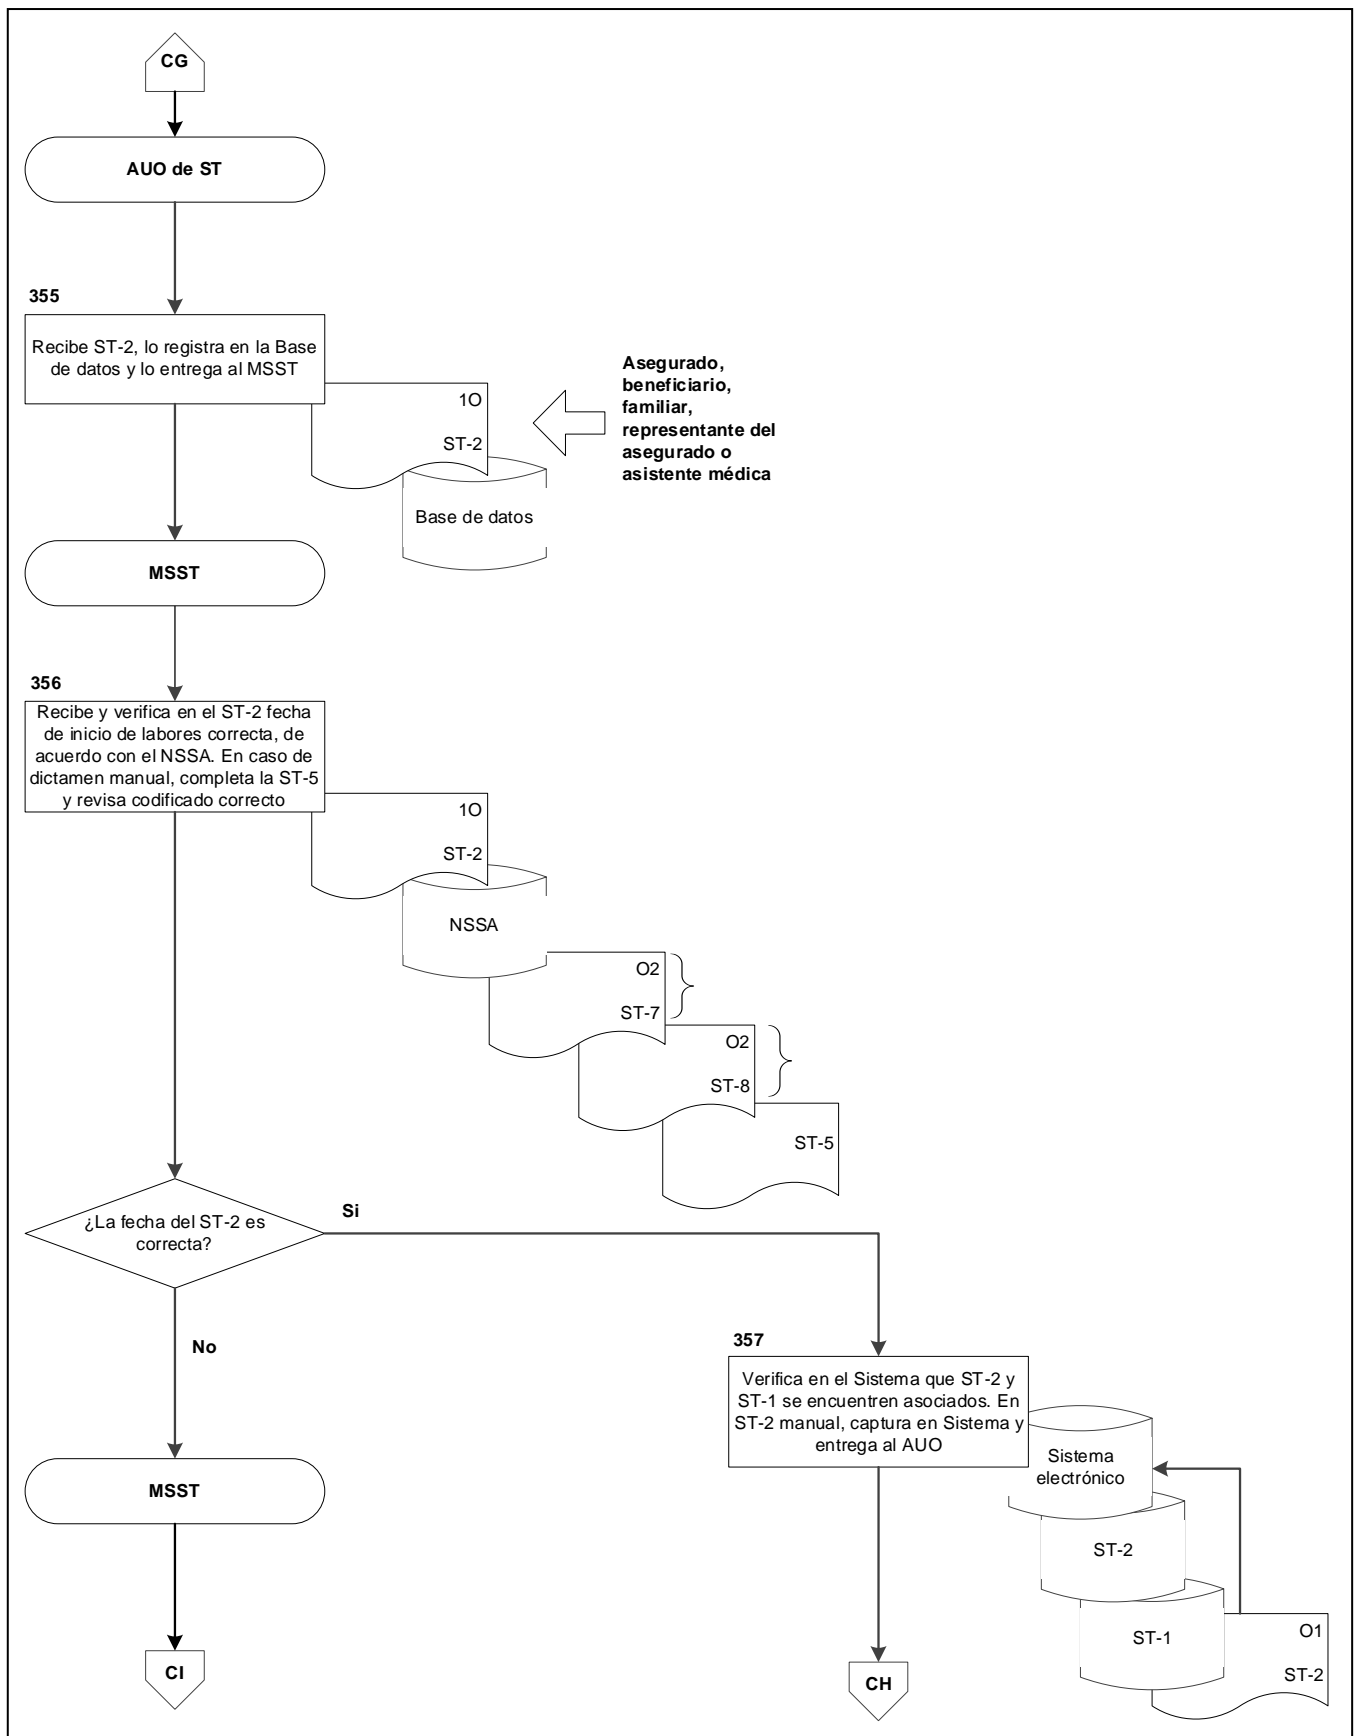 CG
AUO de ST
355
Recibe ST-2, lo registra en la Base
de datos y lo entrega al MSST
1O
ST-2
Base de datos
Asegurado,
beneficiario,
familiar,
representante del
asegurado o
asistente médica
MSST
356
Recibe y verifica en el ST-2 fecha
de inicio de labores correcta, de
acuerdo con el NSSA. En caso de
dictamen manual, completa la ST-5
y revisa codificado correcto
1O
ST-2
NSSA
O2
ST-7
O2
ST-8
ST-5
¿La fecha del ST-2 es
correcta?
Si
No
357
Verifica en el Sistema que ST-2 y
ST-1 se encuentren asociados. En
ST-2 manual, captura en Sistema y
entrega al AUO
Sistema
electrónico
ST-2
ST-1
O1
ST-2
MSST
CI
CH